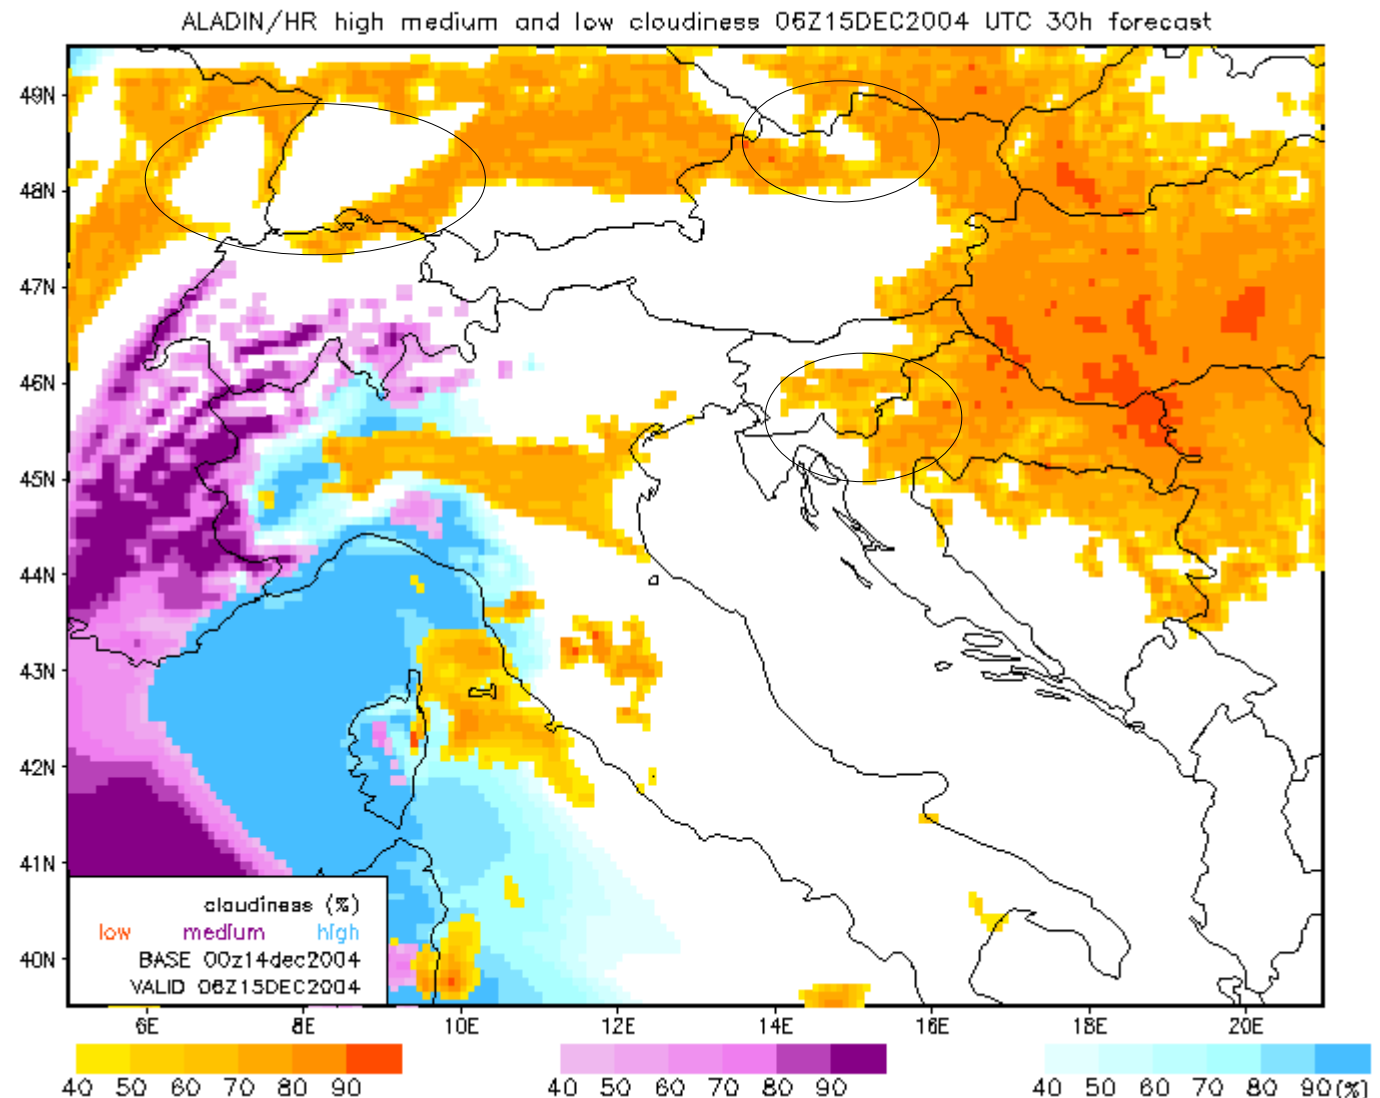 ALADIN/HR high medium and low cloudiness 06Z15DEC2004 UTC 30h forecast
49N
48N
47N
46N
45N
44N
43N
42N
41N
40N
cloudiness (%)
low medium high
BASE 00z14dec2004
VALID 06Z15DEC2004
6E 8E 10E 12E 14E 16E 18E 20E
40 50 60 70 80 90 40 50 60 70 80 90 40 50 60 70 80 90(%)